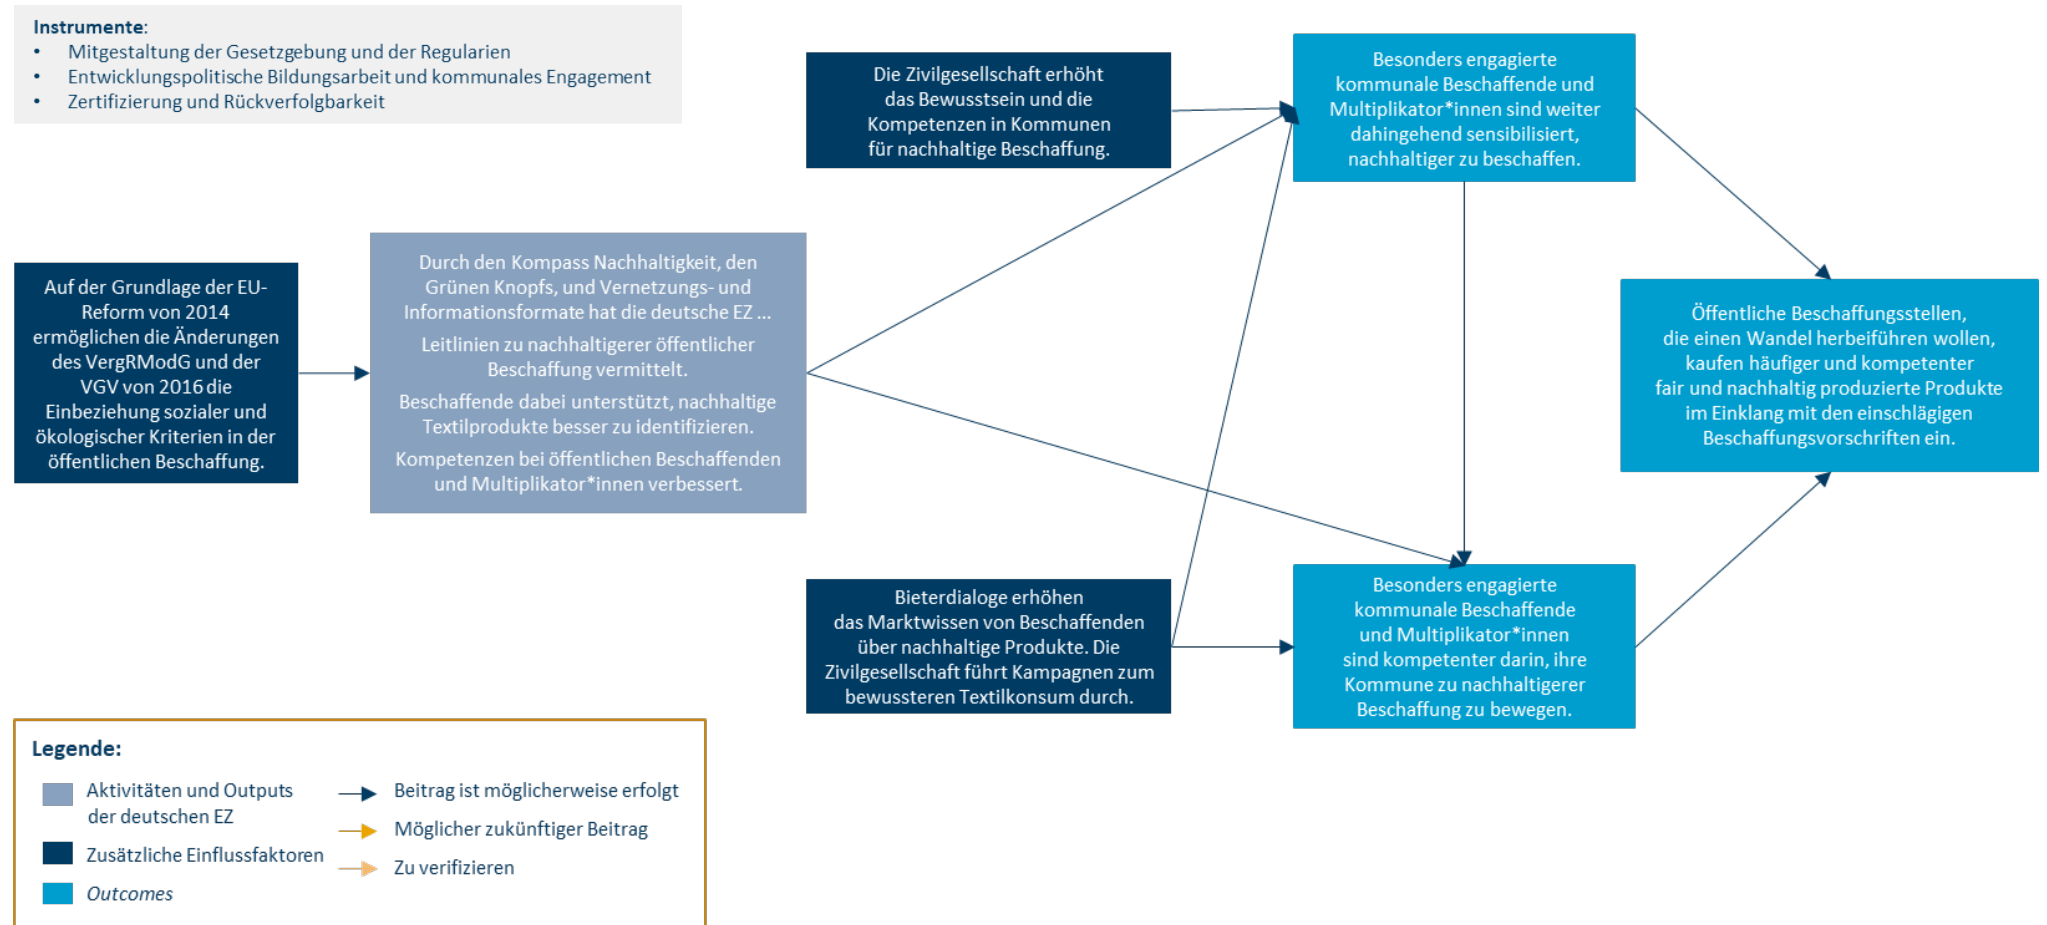 Instrumente:
• Mitgestaltung der Gesetzgebung und der Regularien
• Entwicklungspolitische Bildungsarbeit und kommunales Engagement
• Zertifizierung und Rückverfolgbarkeit
Auf der Grundlage der EU-
Reform von 2014
ermöglichen die Änderungen
des VergRModG und der
VGV von 2016 die
Einbeziehung sozialer und
ökologischer Kriterien in der
öffentlichen Beschaffung.
Durch den Kompass Nachhaltigkeit, den
Grünen Knopfs, und Vernetzungs- und
Informationsformate hat die deutsche EZ ...
Leitlinien zu nachhaltigerer öffentlicher
Beschaffung vermittelt.
Beschaffende dabei unterstützt, nachhaltige
Textilprodukte besser zu identifizieren.
Kompetenzen bei öffentlichen Beschaffenden
und Multiplikator*innen verbessert.
Die Zivilgesellschaft erhöht
das Bewusstsein und die
Kompetenzen in Kommunen
für nachhaltige Beschaffung.
Bieterdialoge erhöhen
das Marktwissen von Beschaffenden
über nachhaltige Produkte. Die
Zivilgesellschaft führt Kampagnen zum
bewussteren Textilkonsum durch.
Besonders engagierte
kommunale Beschaffende und
Multiplikator*innen sind weiter
dahingehend sensibilisiert,
nachhaltiger zu beschaffen.
Besonders engagierte
kommunale Beschaffende
und Multiplikator*innen
sind kompetenter darin, ihre
Kommune zu nachhaltigerer
Beschaffung zu bewegen.
Öffentliche Beschaffungsstellen,
die einen Wandel herbeiführen wollen,
kaufen häufiger und kompetenter
fair und nachhaltig produzierte Produkte
im Einklang mit den einschlägigen
Beschaffungsvorschriften ein.
Legende:
Aktivitäten und Outputs
der deutschen EZ
Zusätzliche Einflussfaktoren
Outcomes
Beitrag ist möglicherweise erfolgt
Möglicher zukünftiger Beitrag
Zu verifizieren